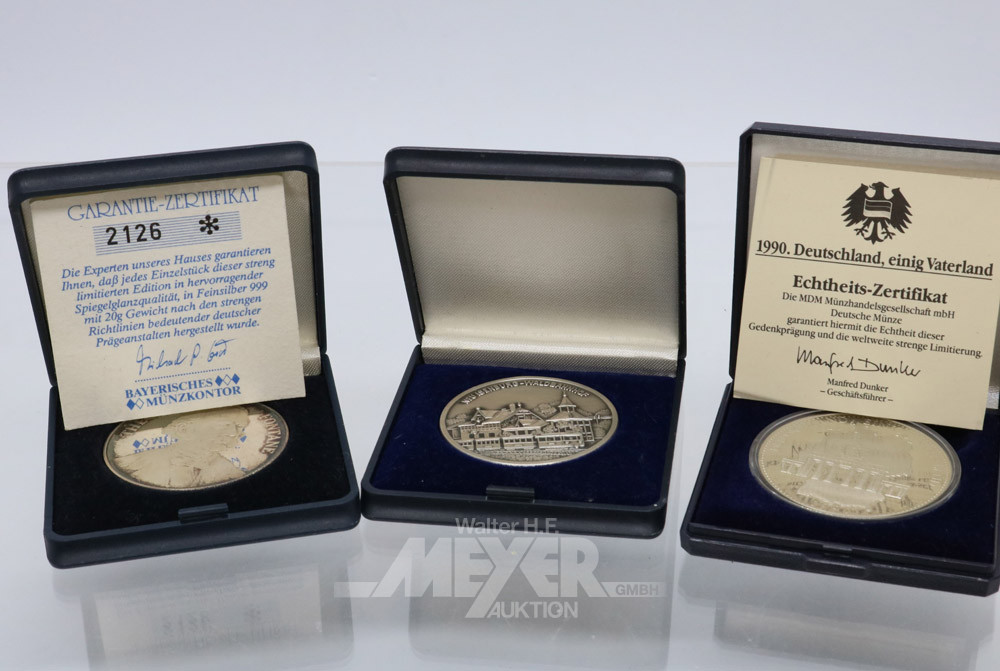 GARANTIE-ZERTIFIKAT
2126 *
Die Experten unseres Hauses garantieren
Ihnen, daß jedes Einzelstück dieser streng
limitierten Edition in hervorragender
Spiegelglanzqualität, in Feinsilber 999
mit 20g Gewicht nach den strengen
Richtlinien bedeutender deutscher
Prägeanstalten hergestellt wurde.
BAYERISCHES
MÜNZKONTOR
1990. Deutschland, einig Vaterland
Echtheits-Zertifikat
Die MDM Münzhandelsgesellschaft mbH
Deutsche Münze
garantiert hiermit die Echtheit dieser
Gedenkprägung und die weltweite strenge Limitierung.
Manfred Dunker
Manfred Dunker
– Geschäftsführer –
Walter H.F.
MEYER GMBH
AUKTION